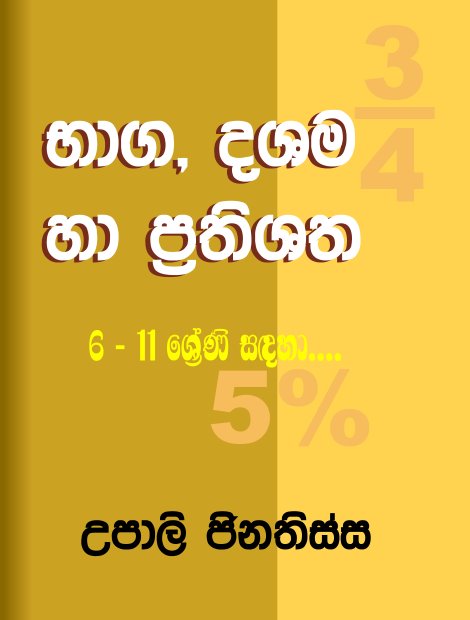 3
4
භාග, දශම
හා ප්‍රතිශත
6 - 11 ශ්‍රේණි සඳහා....
5%
උපාලි ජිනතිස්ස